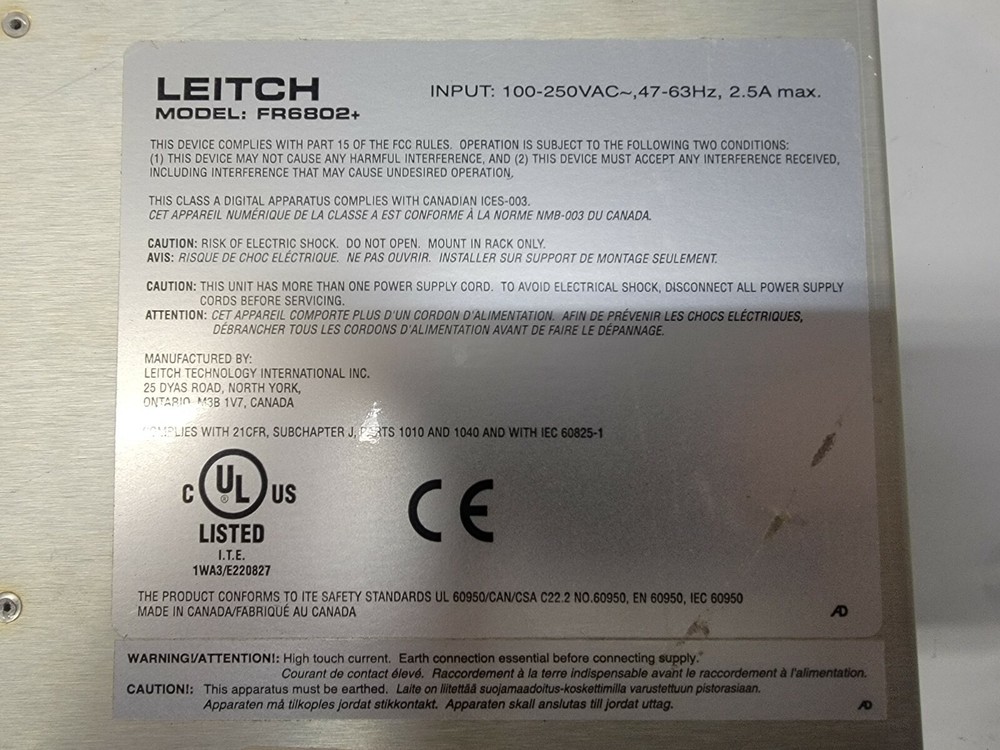 LEITCH
MODEL: FR6802+
INPUT: 100-250VAC~,47-63Hz, 2.5A max.
THIS DEVICE COMPLIES WITH PART 15 OF THE FCC RULES. OPERATION IS SUBJECT TO THE FOLLOWING TWO CONDITIONS:
(1) THIS DEVICE MAY NOT CAUSE ANY HARMFUL INTERFERENCE, AND (2) THIS DEVICE MUST ACCEPT ANY INTERFERENCE RECEIVED,
INCLUDING INTERFERENCE THAT MAY CAUSE UNDESIRED OPERATION.
THIS CLASS A DIGITAL APPARATUS COMPLIES WITH CANADIAN ICES-003.
CET APPAREIL NUMÉRIQUE DE LA CLASSE A EST CONFORME À LA NORME NMB-003 DU CANADA.
CAUTION: RISK OF ELECTRIC SHOCK. DO NOT OPEN. MOUNT IN RACK ONLY.
AVIS: RISQUE DE CHOC ELÉCTRIQUE. NE PAS OUVRIR. INSTALLER SUR SUPPORT DE MONTAGE SEULEMENT.
CAUTION: THIS UNIT HAS MORE THAN ONE POWER SUPPLY CORD. TO AVOID ELECTRICAL SHOCK, DISCONNECT ALL POWER SUPPLY
CORDS BEFORE SERVICING.
ATTENTION: CET APPAREIL COMPORTE PLUS D'UN CORDON D'ALIMENTATION. AFIN DE PRÉVENIR LES CHOCS ELÉCTRIQUES,
DÉBRANCHER TOUS LES CORDONS D'ALIMENTATION AVANT DE FAIRE LE DÉPANNAGE.
MANUFACTURED BY:
LEITCH TECHNOLOGY INTERNATIONAL INC.
25 DYAS ROAD, NORTH YORK,
ONTARIO M3B 1V7, CANADA
COMPLIES WITH 21CFR, SUBCHAPTER J, PARTS 1010 AND 1040 AND WITH IEC 60825-1
C UL ® US
LISTED
I.T.E.
1WA3/E220827
CE
THE PRODUCT CONFORMS TO ITE SAFETY STANDARDS UL 60950/CAN/CSA C22.2 NO.60950, EN 60950, IEC 60950
MADE IN CANADA/FABRIQUÉ AU CANADA
AD
WARNING!/ATTENTION!: High touch current. Earth connection essential before connecting supply.
Courant de contact élevé. Raccordement à la terre indispensable avant le raccordement à l'alimentation.
CAUTION!: This apparatus must be earthed. Laite on liitettåå suojamaadoitus-koskettimilla varustettuun pistorasiaan.
Apparaten må tilkoples jordat stikkontakt. Apparaten skall anslutas till jordat uttag.
AD